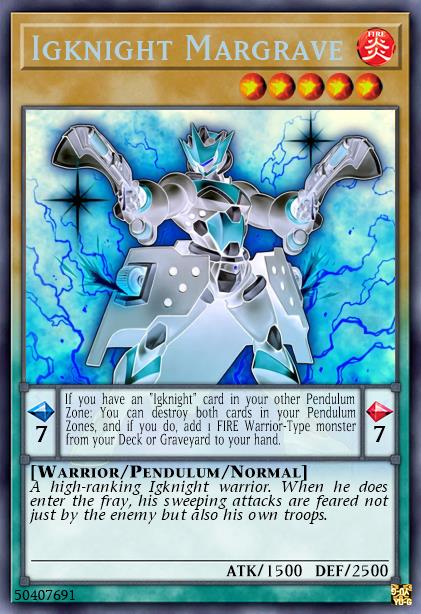 Igknight Margrave
FIRE
炎
If you have an "Igknight" card in your other Pendulum
Zone: You can destroy both cards in your Pendulum
Zones, and if you do, add 1 FIRE Warrior-Type monster
from your Deck or Graveyard to your hand.
7 7
[Warrior/Pendulum/Normal]
A high-ranking Igknight warrior. When he does
enter the fray, his sweeping attacks are feared not
just by the enemy but also his own troops.
ATK/1500 DEF/2500
50407691